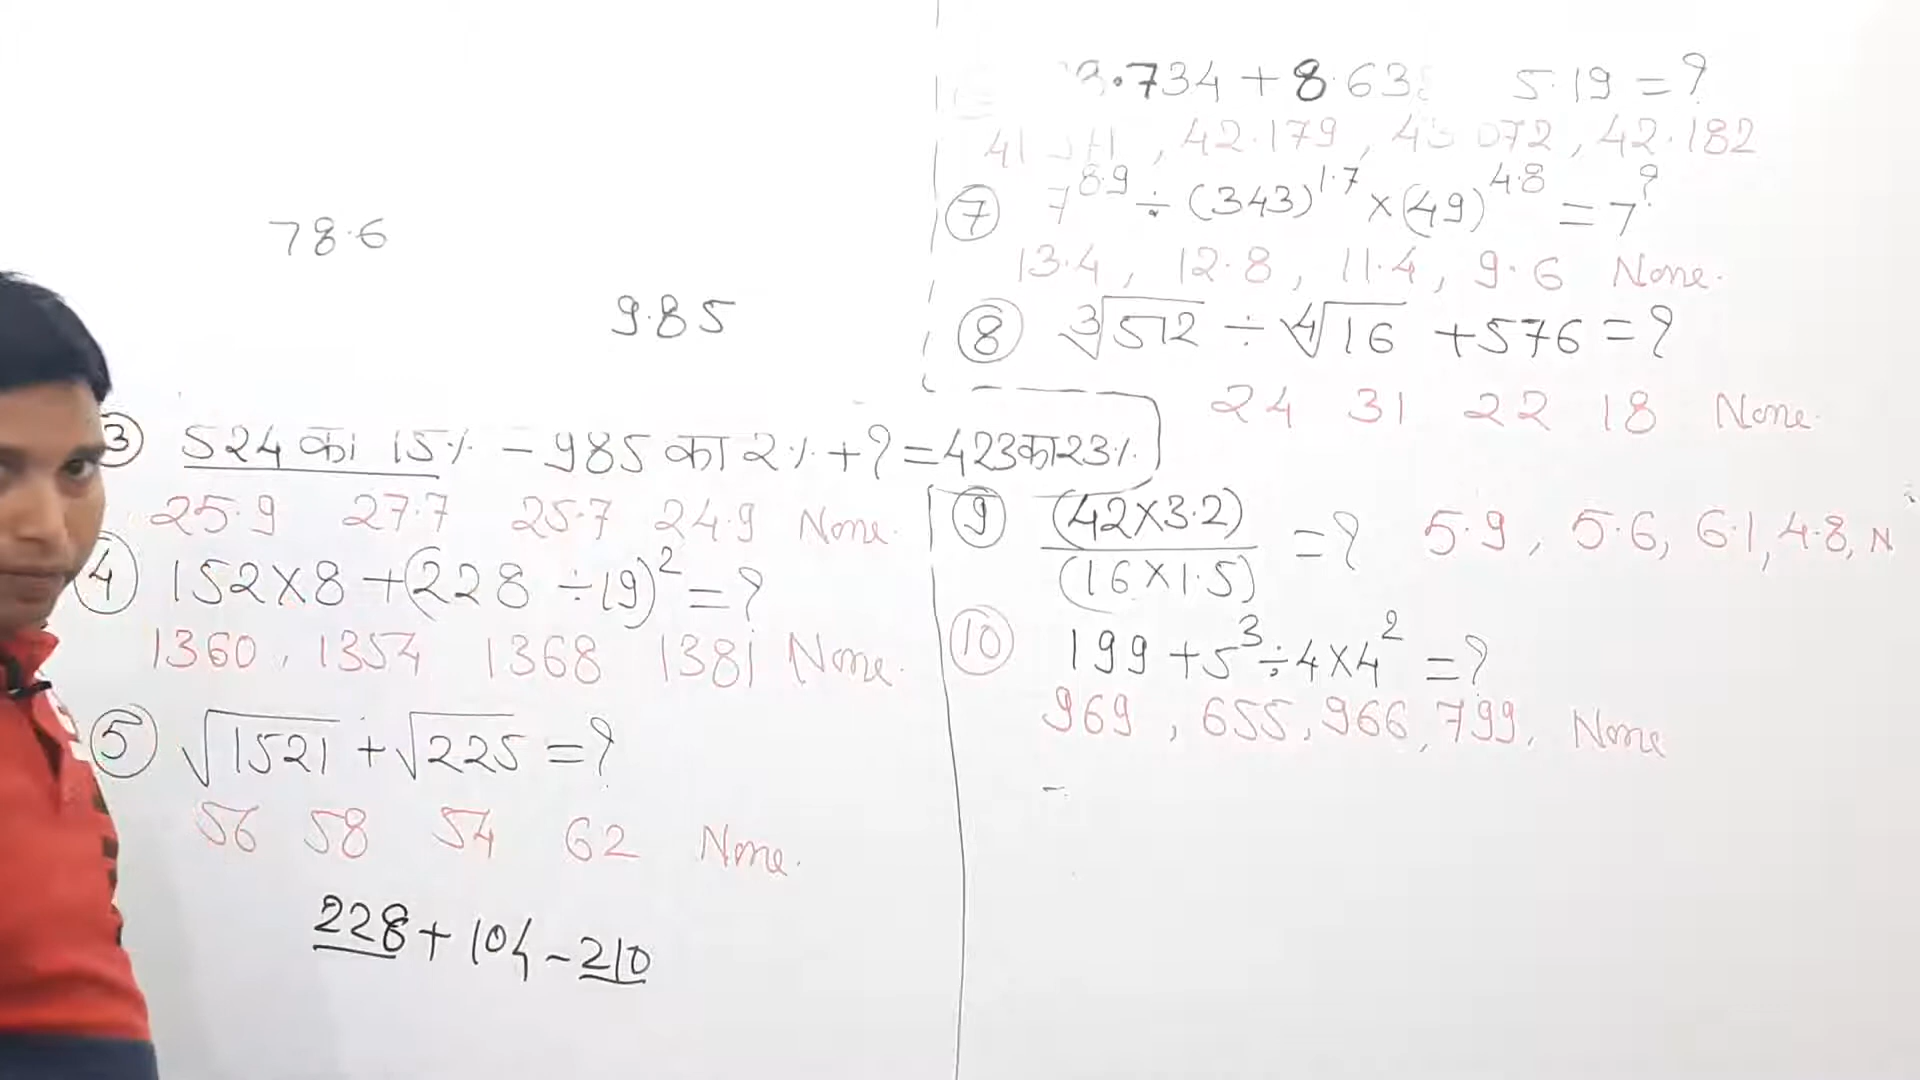 78.6
9.85
③ 524 का 15% - 985 का 2% + ? = 423 का 23%
25.9 27.7 25.7 24.9 None.
④ 152×8 + (228 ÷ 19)² = ?
1360, 1354 1368 1381 None.
⑤ √1521 + √225 = ?
56 58 54 62 None.
228 + 104 - 210
3.734 + 8.63 5.19 = ?
41 , 42.179, 072, 42.182
⑦ 7^8.9 ÷ (343)^1.7 × (49)^4.8 = 7^?
13.4, 12.8, 11.4, 9.6 None.
⑧ ∛512 ÷ ∜16 + 576 = ?
24 31 22 18 None.
⑨ (42×3.2) / (16×1.5) = ? 5.9, 5.6, 6.1, 4.8, N
⑩ 199 + 5³ ÷ 4 × 4² = ?
969, 655, 966, 799, None